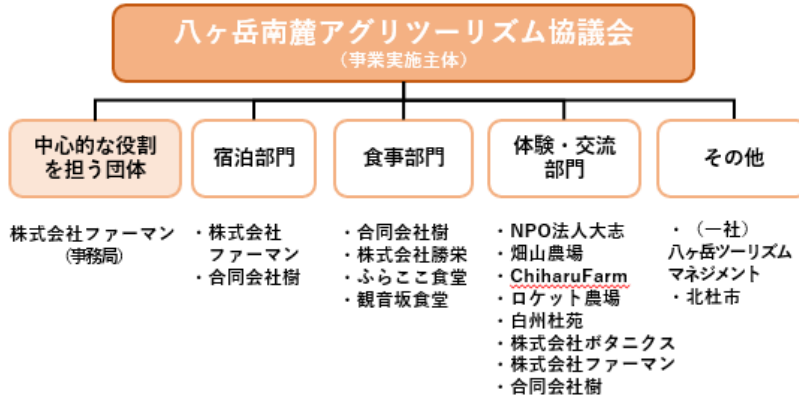 八ヶ岳南麓アグリツーリズム協議会
（事業実施主体）
中心的な役割
を担う団体
宿泊部門
食事部門
体験・交流
部門
その他
株式会社ファーマン
（事務局）
・株式会社
ファーマン
・合同会社樹
・合同会社樹
・株式会社勝栄
・ふらここ食堂
・観音坂食堂
・NPO法人大志
・畑山農場
・ChiharuFarm
・ロケット農場
・白州杜苑
・株式会社ボタニクス
・株式会社ファーマン
・合同会社樹
・（一社）
八ヶ岳ツーリズム
マネジメント
・北杜市